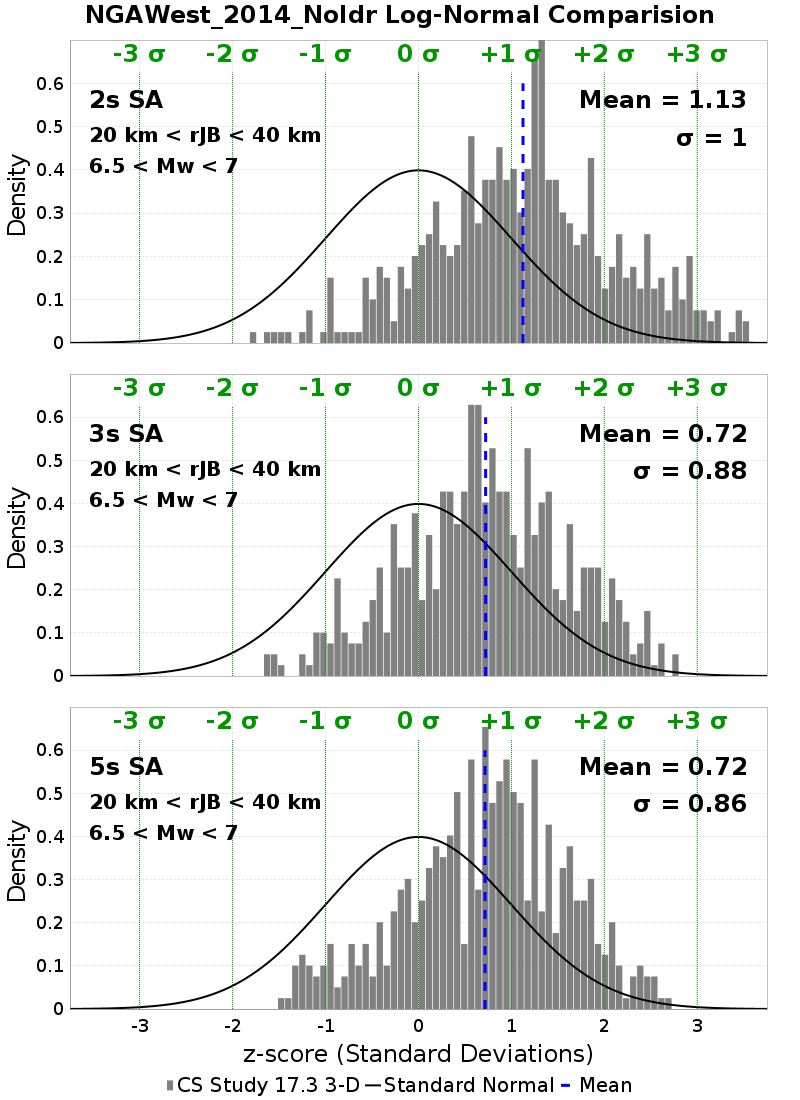 NGAWest_2014_NoIdr Log-Normal Comparision
-3 σ -2 σ -1 σ 0 σ +1 σ +2 σ +3 σ
0.6
2s SA Mean = 1.13
0.5
20 km < rJB < 40 km σ = 1
6.5 < Mw < 7
0.4
0.3
0.2
0.1
0
Density
-3 σ -2 σ -1 σ 0 σ +1 σ +2 σ +3 σ
0.6
3s SA Mean = 0.72
0.5
20 km < rJB < 40 km σ = 0.88
6.5 < Mw < 7
0.4
0.3
0.2
0.1
0
Density
-3 σ -2 σ -1 σ 0 σ +1 σ +2 σ +3 σ
0.6
5s SA Mean = 0.72
0.5
20 km < rJB < 40 km σ = 0.86
6.5 < Mw < 7
0.4
0.3
0.2
0.1
0
Density
-3 -2 -1 0 1 2 3
z-score (Standard Deviations)
CS Study 17.3 3-D Standard Normal Mean